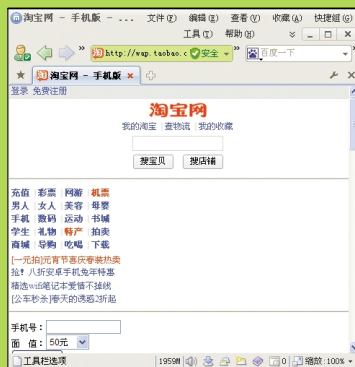 淘宝网 - 手机版 - ... 文件(F) 编辑(E) 查看(V) 收藏(A) 快捷组(G)
工具(T) 帮助(H)
http://wap.taobao.c 安全 百度一下
淘宝网 - 手机版
登录 免费注册
淘宝网
我的淘宝 | 查物流 | 我的收藏
搜宝贝 搜店铺
充值 | 彩票 | 网游 | 机票
男人 | 女人 | 美容 | 母婴
手机 | 数码 | 运动 | 书城
学生 | 礼物 | 特产 | 拍卖
商城 | 导购 | 吃喝 | 下载
[一元拍]元宵节喜庆春装热卖
抢！八折安卓手机兔年特惠
精选wifi笔记本爱情不掉线
[公车秒杀]春天的诱惑2折起
手机号：
面 值：50元
工具栏选项 1959M 0 缩放:100%